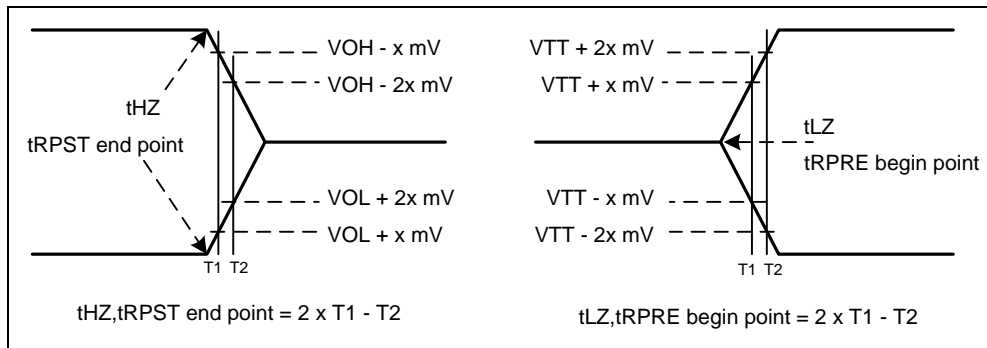 VOH - x mV
VOH - 2x mV
tHZ
tRPST end point
VOL + 2x mV
VOL + x mV
T1 T2
tHZ,tRPST end point = 2 x T1 - T2
VTT + 2x mV
VTT + x mV
tLZ
tRPRE begin point
VTT - x mV
VTT - 2x mV
T1 T2
tLZ,tRPRE begin point = 2 x T1 - T2